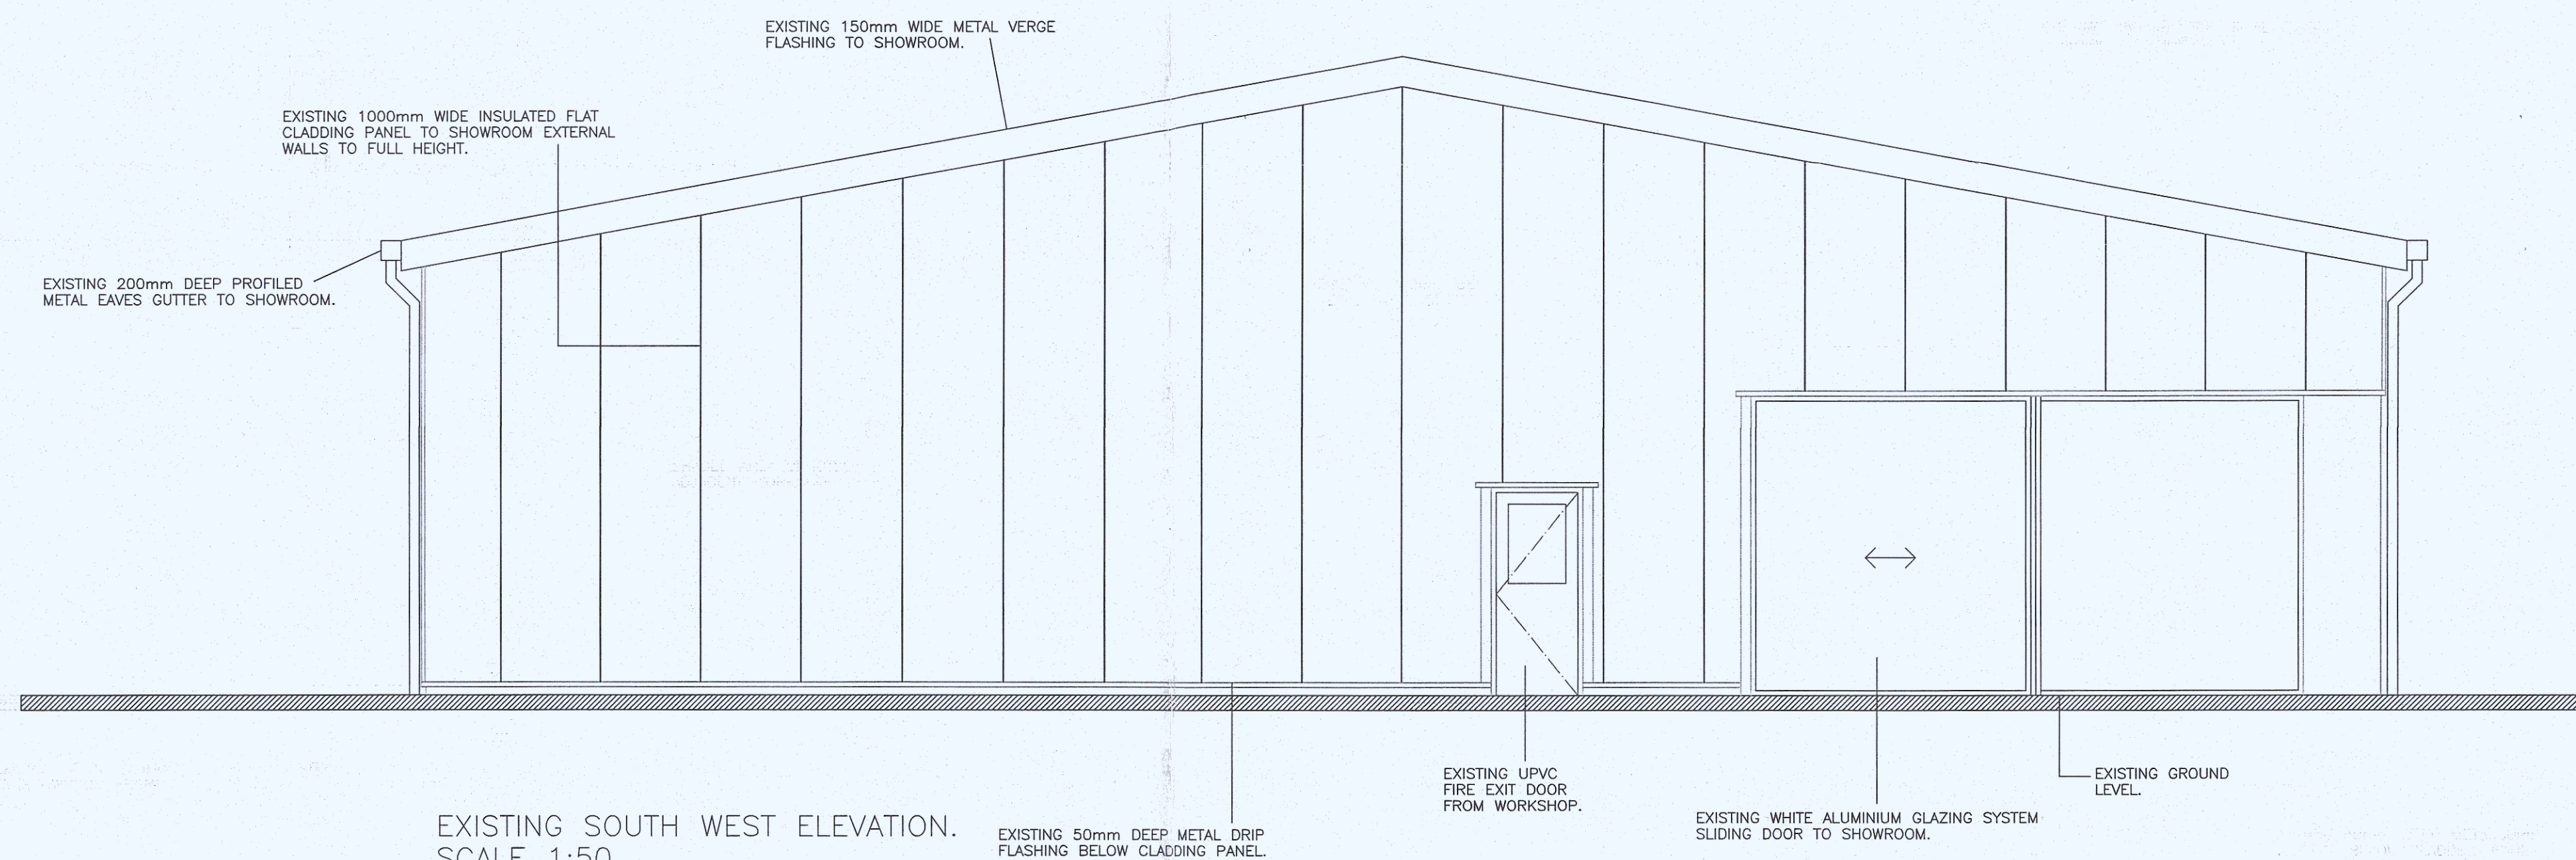 EXISTING 150mm WIDE METAL VERGE
FLASHING TO SHOWROOM.
EXISTING 1000mm WIDE INSULATED FLAT
CLADDING PANEL TO SHOWROOM EXTERNAL
WALLS TO FULL HEIGHT.
EXISTING 200mm DEEP PROFILED
METAL EAVES GUTTER TO SHOWROOM.
EXISTING UPVC
FIRE EXIT DOOR
FROM WORKSHOP.
EXISTING GROUND
LEVEL.
EXISTING WHITE ALUMINIUM GLAZING SYSTEM
SLIDING DOOR TO SHOWROOM.
EXISTING 50mm DEEP METAL DRIP
FLASHING BELOW CLADDING PANEL.
EXISTING SOUTH WEST ELEVATION.
SCALE 1:50